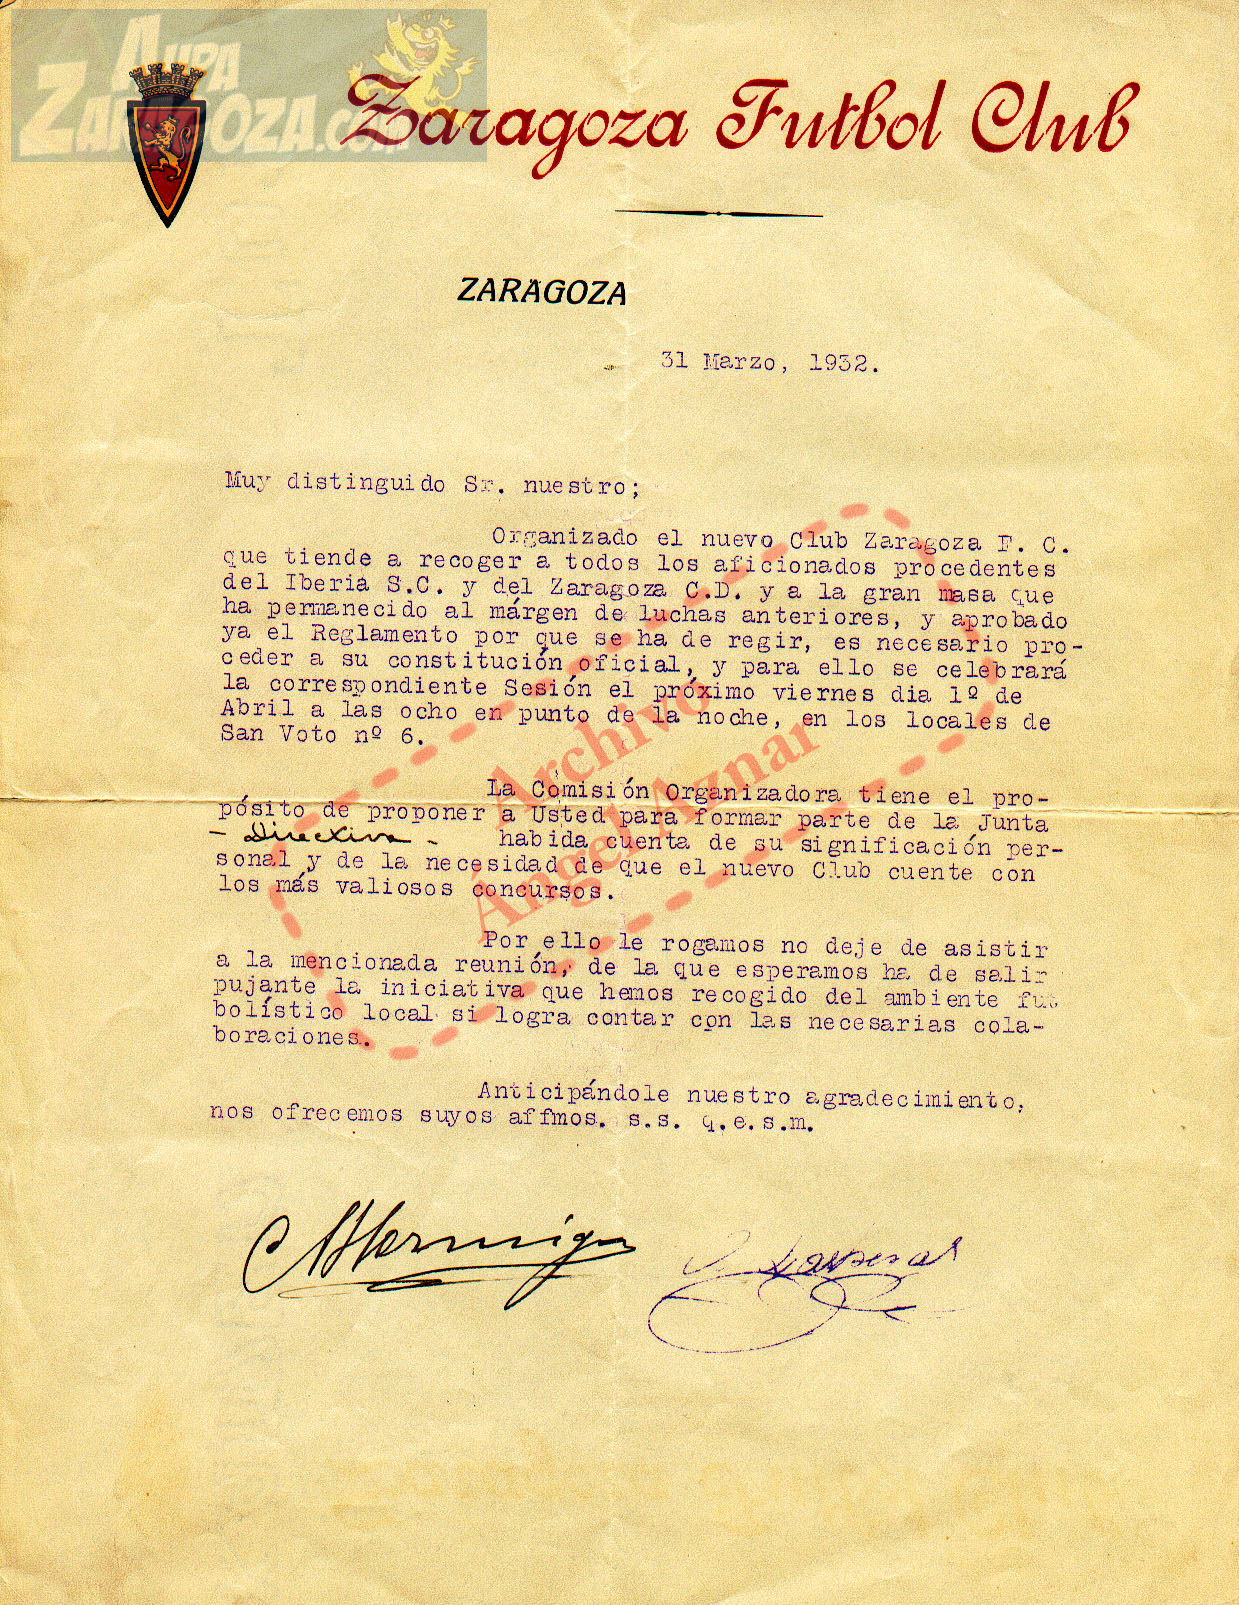 AUPA
ZARAGOZA.com
Zaragoza Futbol Club
ZARAGOZA
31 Marzo, 1932.
Muy distinguido Sr. nuestro;
Organizado el nuevo Club Zaragoza F. C.
que tiende a recoger a todos los aficionados procedentes
del Iberia S.C. y del Zaragoza C.D. y a la gran masa que
ha permanecido al márgen de luchas anteriores, y aprobado
ya el Reglamento por que se ha de regir, es necesario pro-
ceder a su constitución oficial, y para ello se celebrará
la correspondiente Sesión el próximo viernes dia 1º de
Abril a las ocho en punto de la noche, en los locales de
San Voto nº 6.
La Comisión Organizadora tiene el pro-
pósito de proponer a Usted para formar parte de la Junta
- Directiva - habida cuenta de su significación per-
sonal y de la necesidad de que el nuevo Club cuente con
los más valiosos concursos.
Por ello le rogamos no deje de asistir
a la mencionada reunión, de la que esperamos ha de salir
pujante la iniciativa que hemos recogido del ambiente fut
bolístico local si logra contar con las necesarias cola-
boraciones.
Anticipándole nuestro agradecimiento,
nos ofrecemos suyos affmos. s.s. q.e.s.m.
Archivo
Ángel Aznar